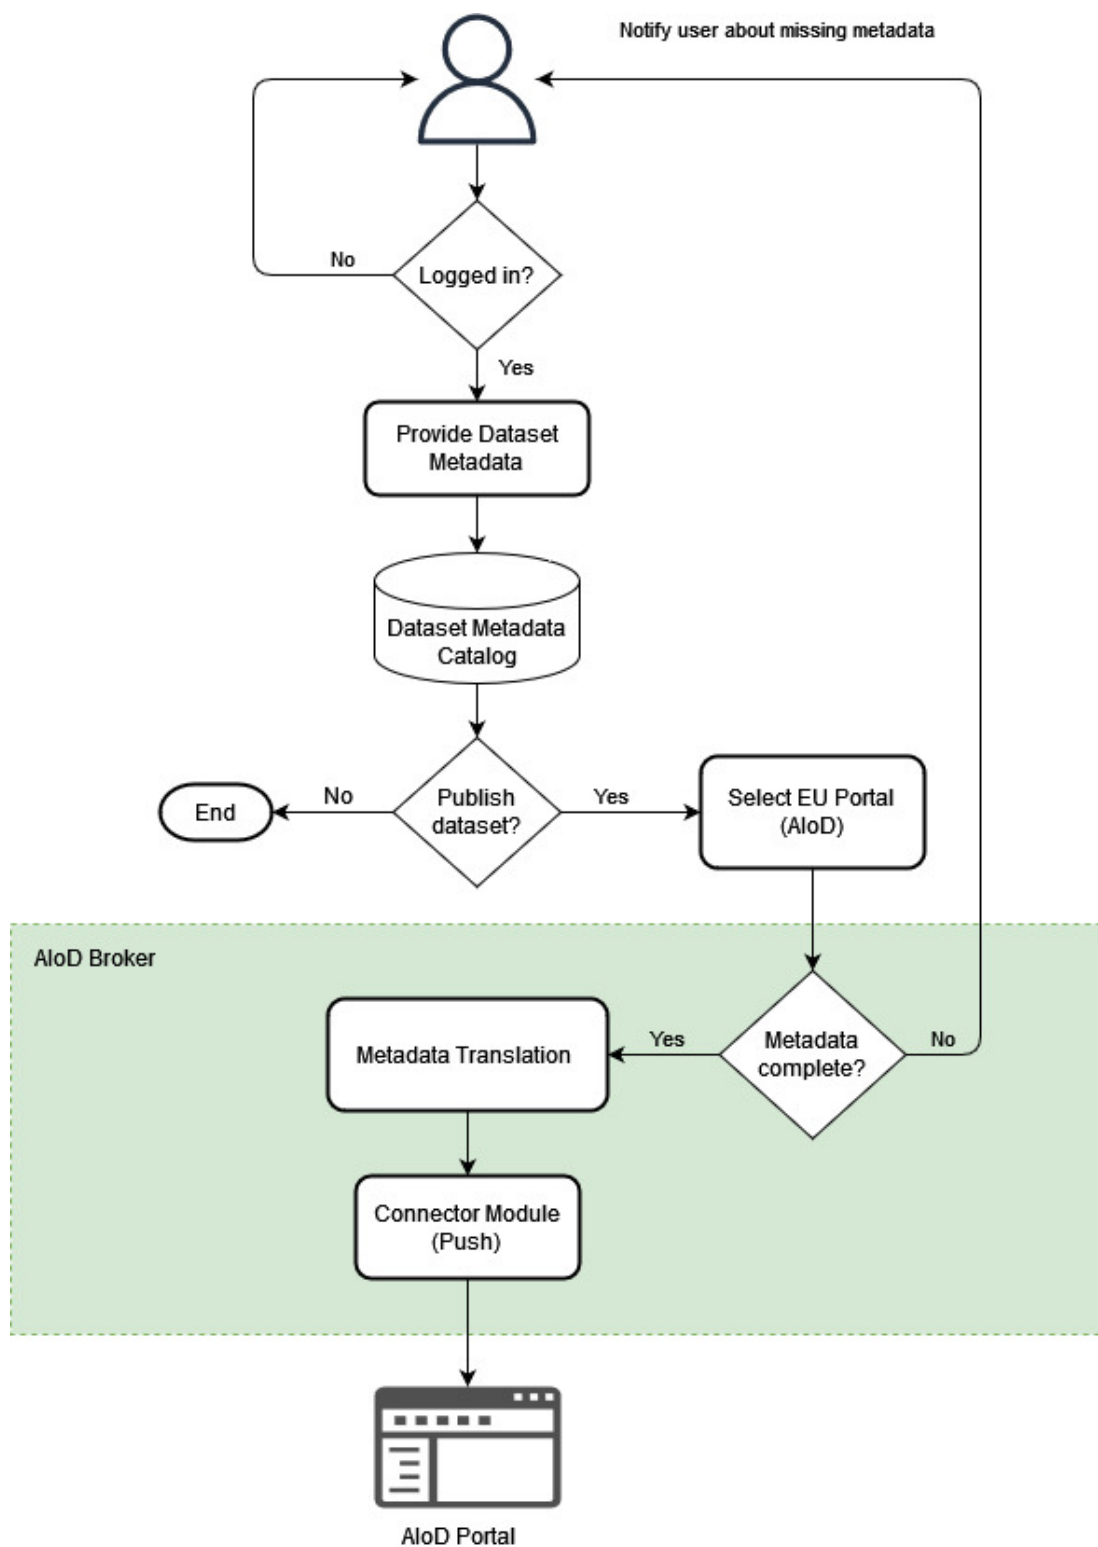 Notify user about missing metadata
No
Logged in?
Yes
Provide Dataset
Metadata
Dataset Metadata
Catalog
End
No
Publish
dataset?
Yes
Select EU Portal
(AIoD)
AIoD Broker
Metadata Translation
Yes
Metadata
complete?
No
Connector Module
(Push)
AIoD Portal